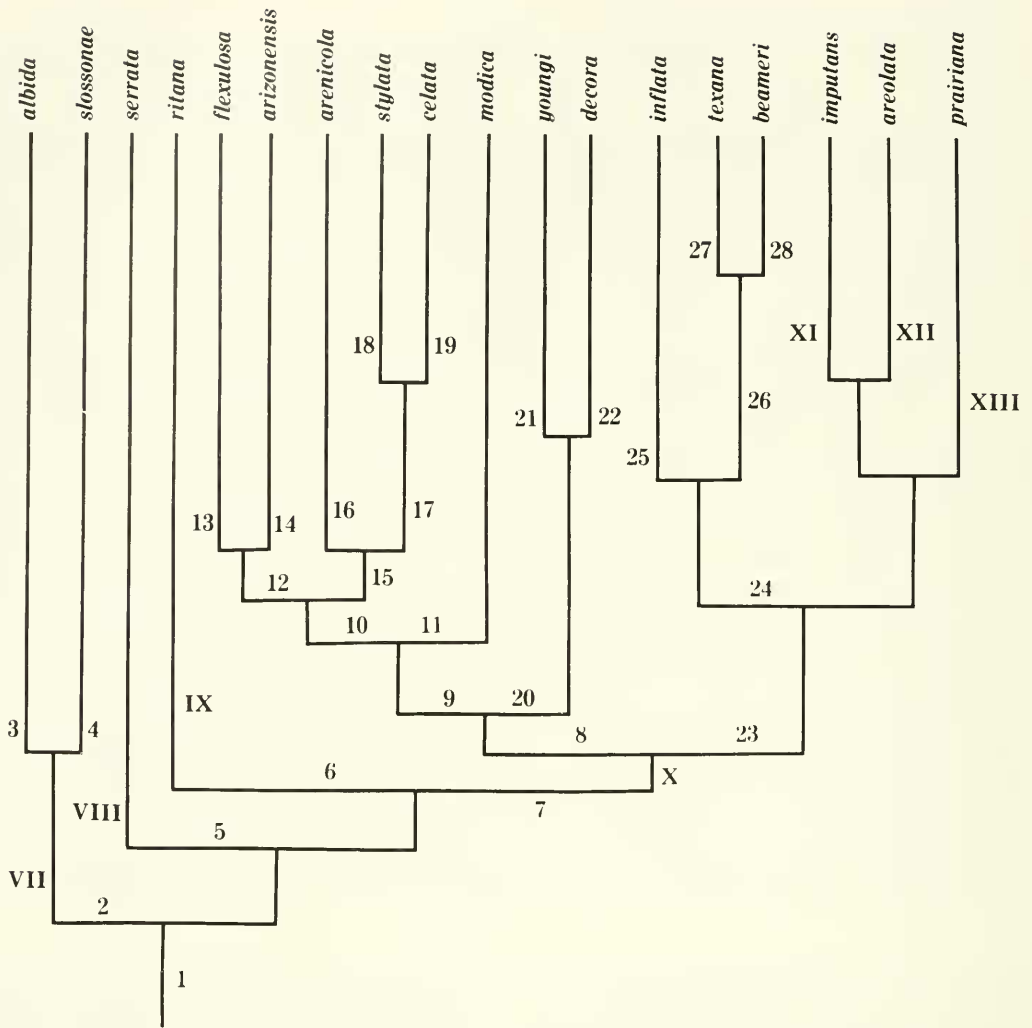 albida
slossonae
serrata
ritana
flexulosa
arizonensis
arenicola
stylata
celata
modica
youngi
decora
inflata
texana
beameri
imputans
areolata
prairiana
27 28
XI XII
18 19
26
XIII
21 22
25
13 14 16 17
12 15
24
10 11
IX
9 20
3 4
8 23
6
X
7
VIII
5
VII
2
1